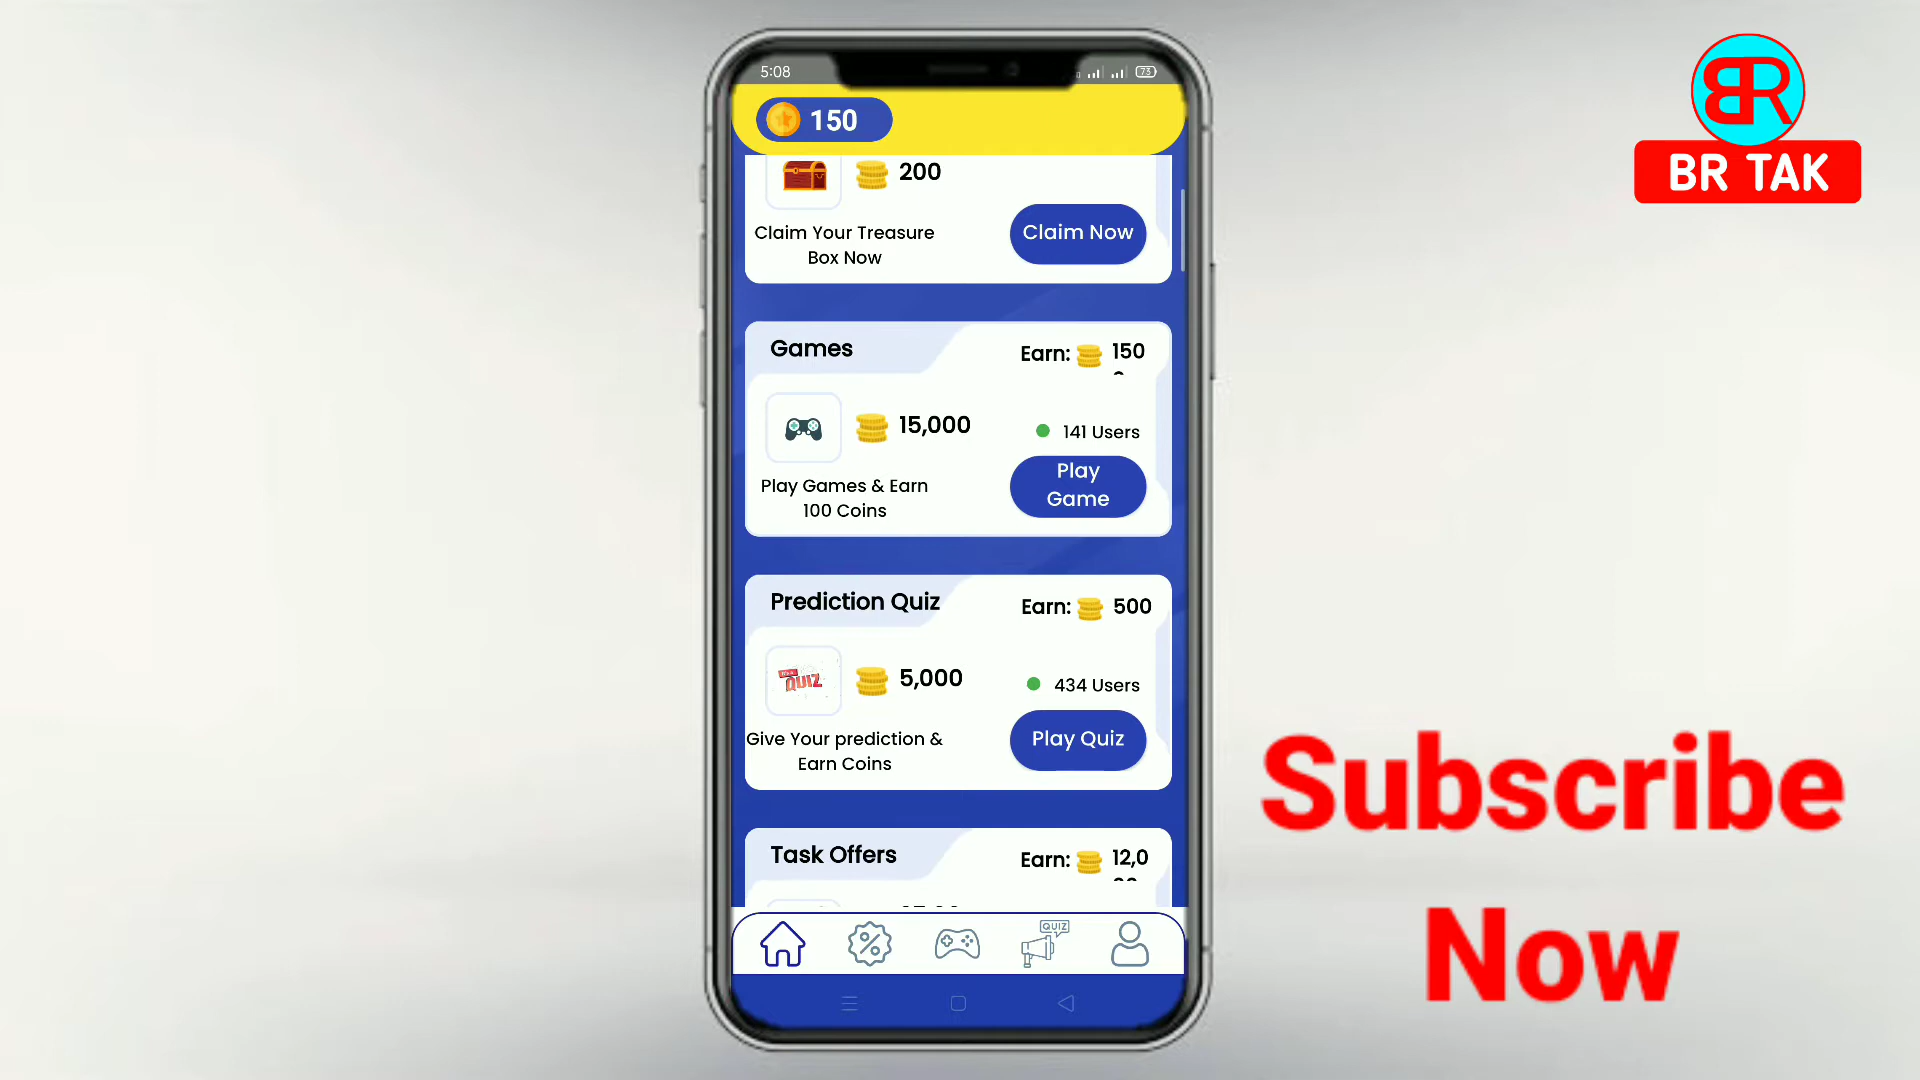 5:08
73
150
BR
BR TAK
200
Claim Your Treasure
Box Now
Claim Now
Games
Earn: 150
15,000
141 Users
Play Games & Earn
100 Coins
Play
Game
Prediction Quiz
Earn: 500
QUIZ
5,000
434 Users
Give Your prediction &
Earn Coins
Play Quiz
Task Offers
Earn: 12,0
QUIZ
Subscribe
Now